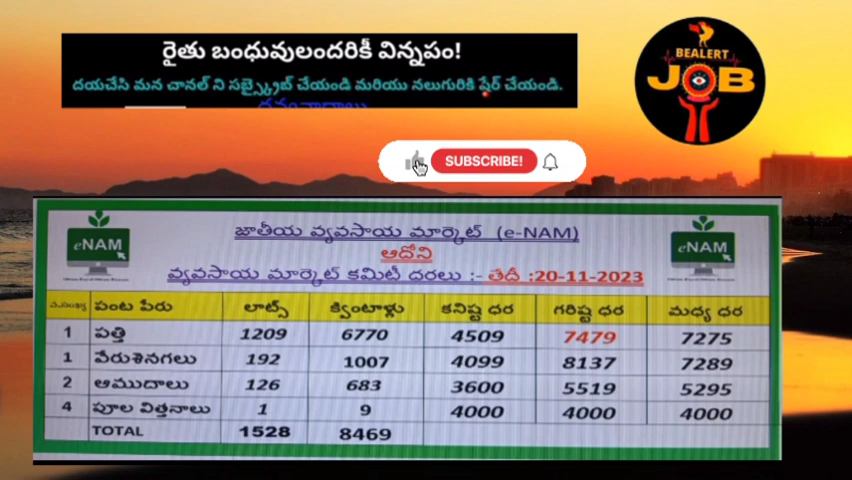 రైతు బంధువులందరికీ విన్నపం!
దయచేసి మన చానల్ ని సబ్స్క్రైబ్ చేయండి మరియు నలుగురికి షేర్ చేయండి.
BEALERT
JOB
SUBSCRIBE!
eNAM
జాతీయ వ్యవసాయ మార్కెట్ (e-NAM)
eNAM
ఆదోని
వ్యవసాయ మార్కెట్ కమిటీ దరలు :- తేదీ :20-11-2023
పంట పేరు లాట్స్ క్వింటాళ్లు కనిష్ట ధర గరిష్ట ధర మధ్య ధర
1 పత్తి 1209 6770 4509 7479 7275
1 వేరుశెనగలు 192 1007 4099 8137 7289
2 ఆముదాలు 126 683 3600 5519 5295
4 పూల విత్తనాలు 1 9 4000 4000 4000
TOTAL 1528 8469